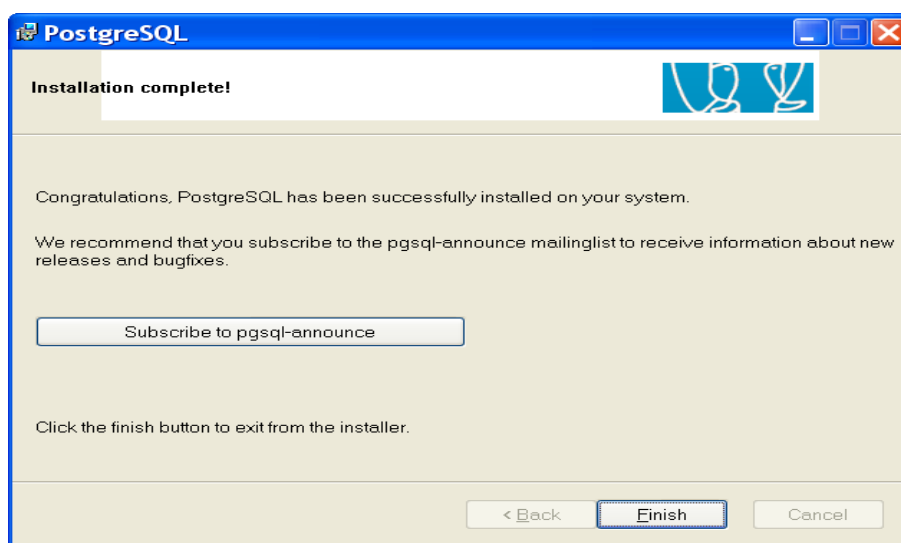 PostgreSQL
Installation complete!
Congratulations, PostgreSQL has been successfully installed on your system.
We recommend that you subscribe to the pgsql-announce mailinglist to receive information about new
releases and bugfixes.
Subscribe to pgsql-announce
Click the finish button to exit from the installer.
< Back Finish Cancel